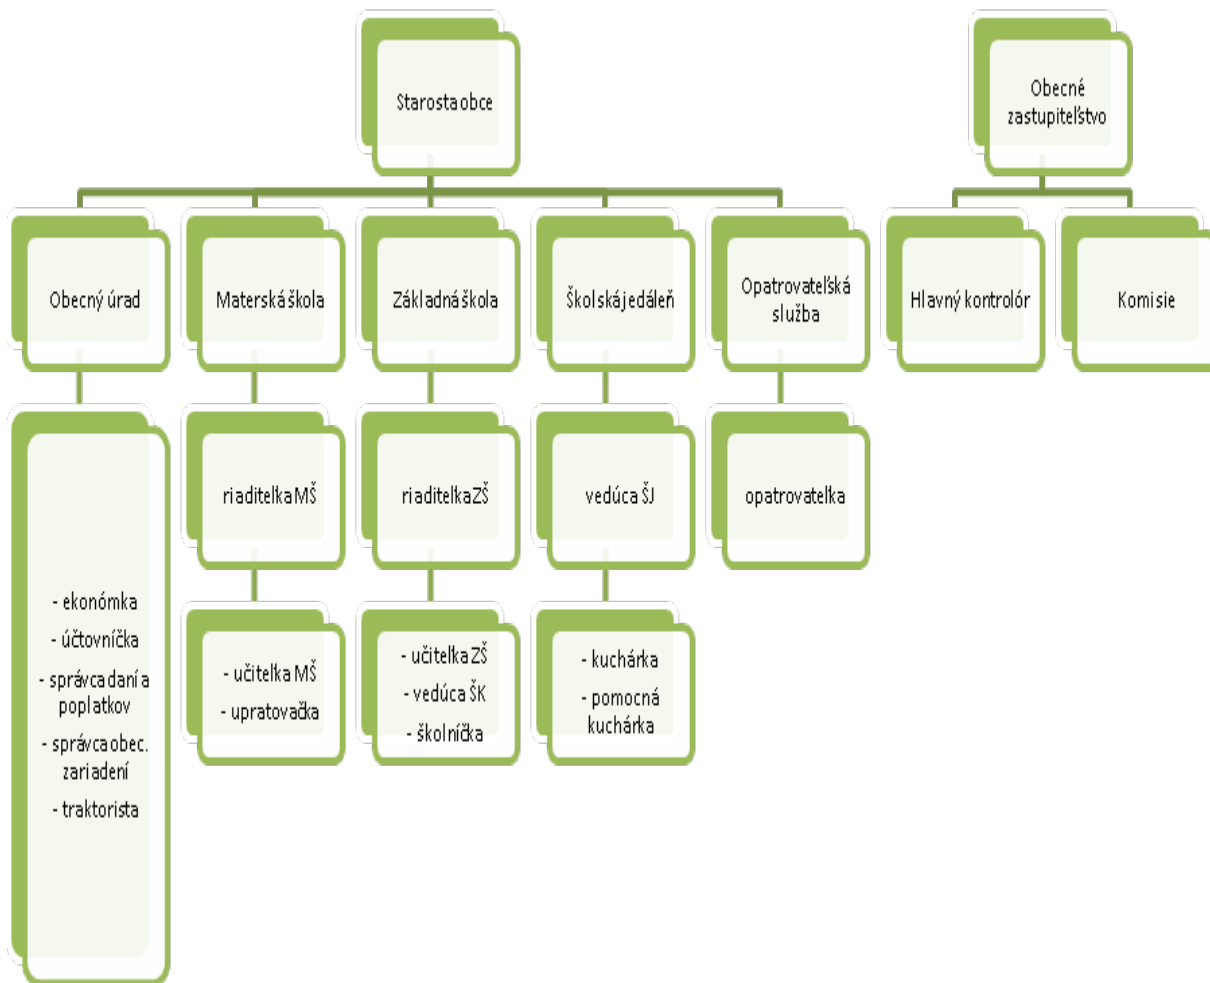 Starosta obce
Obecné
zastupiteľstvo
Obecný úrad
Materská škola
Základná škola
Školská jedáleň
Opatrovateľská
služba
Hlavný kontrolór
Komisie
riaditeľka MŠ
riaditeľka ZŠ
vedúca ŠJ
opatrovateľka
- ekonómka
- účtovníčka
- správca daní a
poplatkov
- správca obec.
zariadení
- traktorista
- učiteľka MŠ
- upratovačka
- učiteľka ZŠ
- vedúca ŠK
- školníčka
- kuchárka
- pomocná
kuchárka